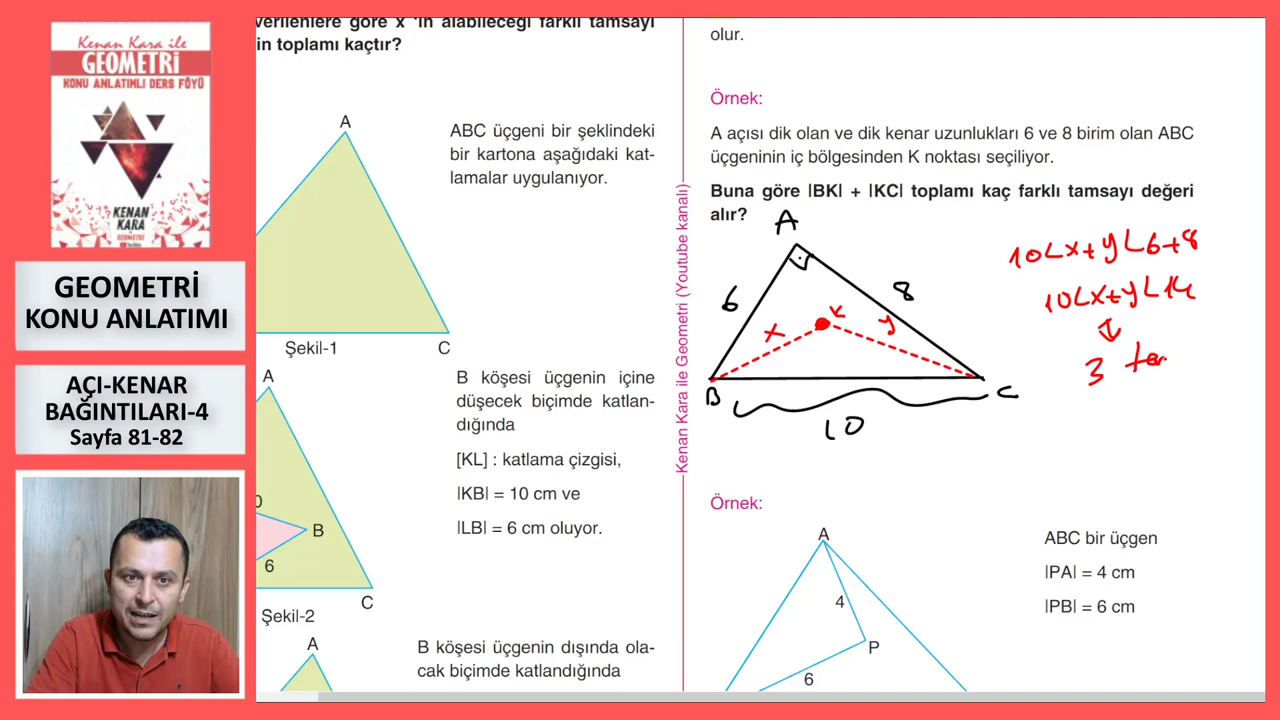 Kenan Kara ile
GEOMETRİ
KONU ANLATIMLI DERS FÖYÜ
KENAN
KARA
GEOMETRİ KONU ANLATIMI
GEOMETRİ
KONU ANLATIMI
AÇI-KENAR
BAĞINTILARI-4
Sayfa 81-82
verilenlere göre x 'in alabileceği farklı tamsayı
in toplamı kaçtır?
A
ABC üçgeni bir şeklindeki
bir kartona aşağıdaki kat-
lamalar uygulanıyor.
C
Şekil-1
A
B köşesi üçgenin içine
düşecek biçimde katlan-
dığında
[KL] : katlama çizgisi,
|KB| = 10 cm ve
|LB| = 6 cm oluyor.
0
B
6
C
Şekil-2
A
B köşesi üçgenin dışında ola-
cak biçimde katlandığında
Kenan Kara ile Geometri (Youtube kanalı)
olur.
Örnek:
A açısı dik olan ve dik kenar uzunlukları 6 ve 8 birim olan ABC
üçgeninin iç bölgesinden K noktası seçiliyor.
Buna göre |BK| + |KC| toplamı kaç farklı tamsayı değeri
alır?
A
6
8
K
x
y
B
C
10
10<x+y<6+8
10<x+y<14
3 ta
Örnek:
A
4
P
6
ABC bir üçgen
|PA| = 4 cm
|PB| = 6 cm